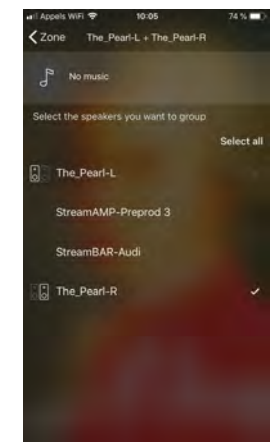 Appels WiFi 10:05 74 %
Zone The_Pearl-L + The_Pearl-R
No music
Select the speakers you want to group
Select all
The_Pearl-L
StreamAMP-Preprod 3
StreamBAR-Audi
The_Pearl-R